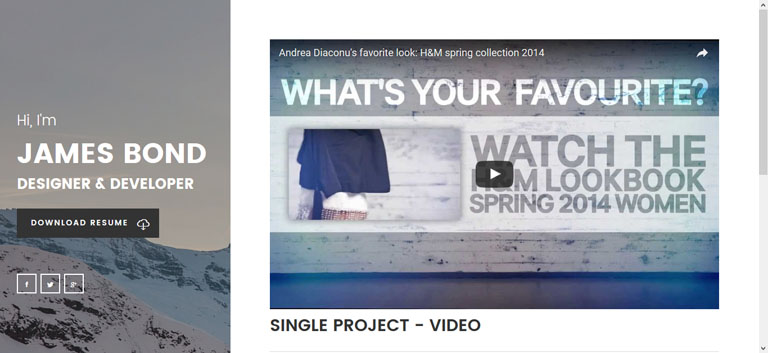 Hi, I'm
JAMES BOND
DESIGNER & DEVELOPER
DOWNLOAD RESUME
f
g+
Andrea Diaconu's favorite look: H&M spring collection 2014
WHAT'S YOUR FAVOURITE?
WATCH THE
H&M LOOKBOOK
SPRING 2014 WOMEN
SINGLE PROJECT - VIDEO